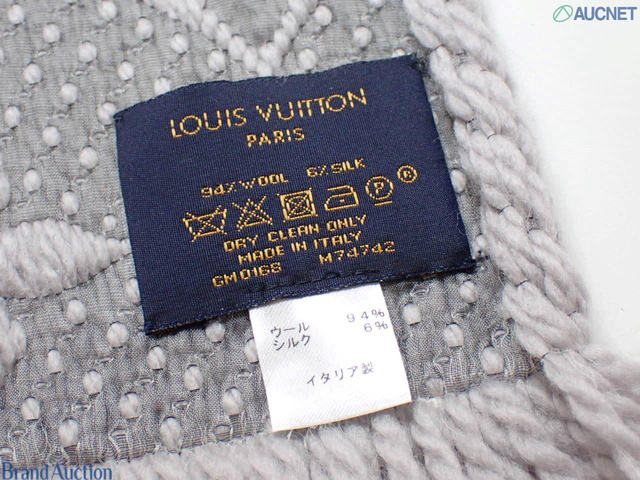 AUCNET
LOUIS VUITTON
PARIS
94% WOOL 6% SILK
P ®
DRY CLEAN ONLY
MADE IN ITALY
GM0168 M74742
ウール 94%
シルク 6%
イタリア製
Brand Auction